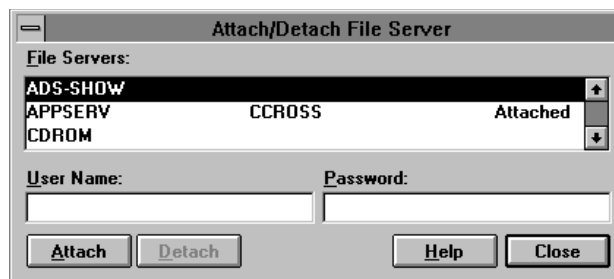 Attach/Detach File Server
File Servers:
ADS-SHOW
APPSERV CCROSS Attached
CDROM
User Name: Password:
Attach Detach Help Close